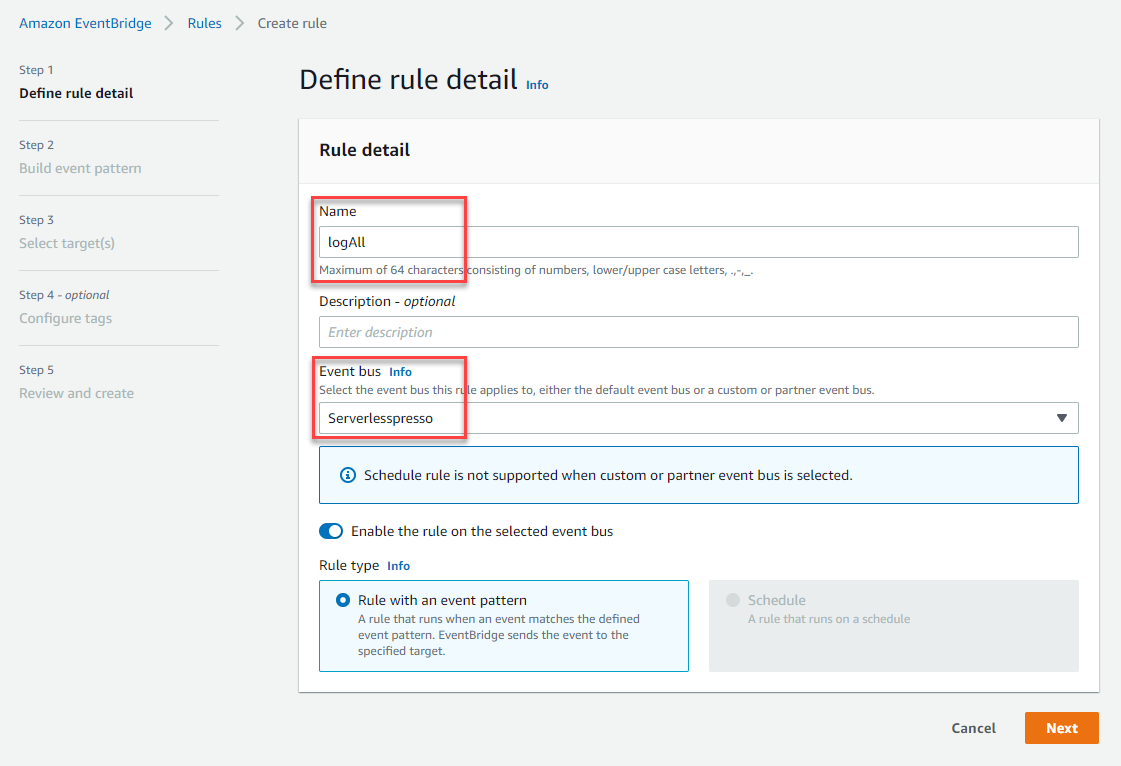 Amazon EventBridge > Rules > Create rule
Step 1
Define rule detail
Step 2
Build event pattern
Step 3
Select target(s)
Step 4 - optional
Configure tags
Step 5
Review and create
Define rule detail Info
Rule detail
Name
logAll
Maximum of 64 characters consisting of numbers, lower/upper case letters, .,-,_.
Description - optional
Enter description
Event bus Info
Select the event bus this rule applies to, either the default event bus or a custom or partner event bus.
Serverlesspresso
Schedule rule is not supported when custom or partner event bus is selected.
Enable the rule on the selected event bus
Rule type Info
Rule with an event pattern
A rule that runs when an event matches the defined
event pattern. EventBridge sends the event to the
specified target.
Schedule
A rule that runs on a schedule
Cancel
Next